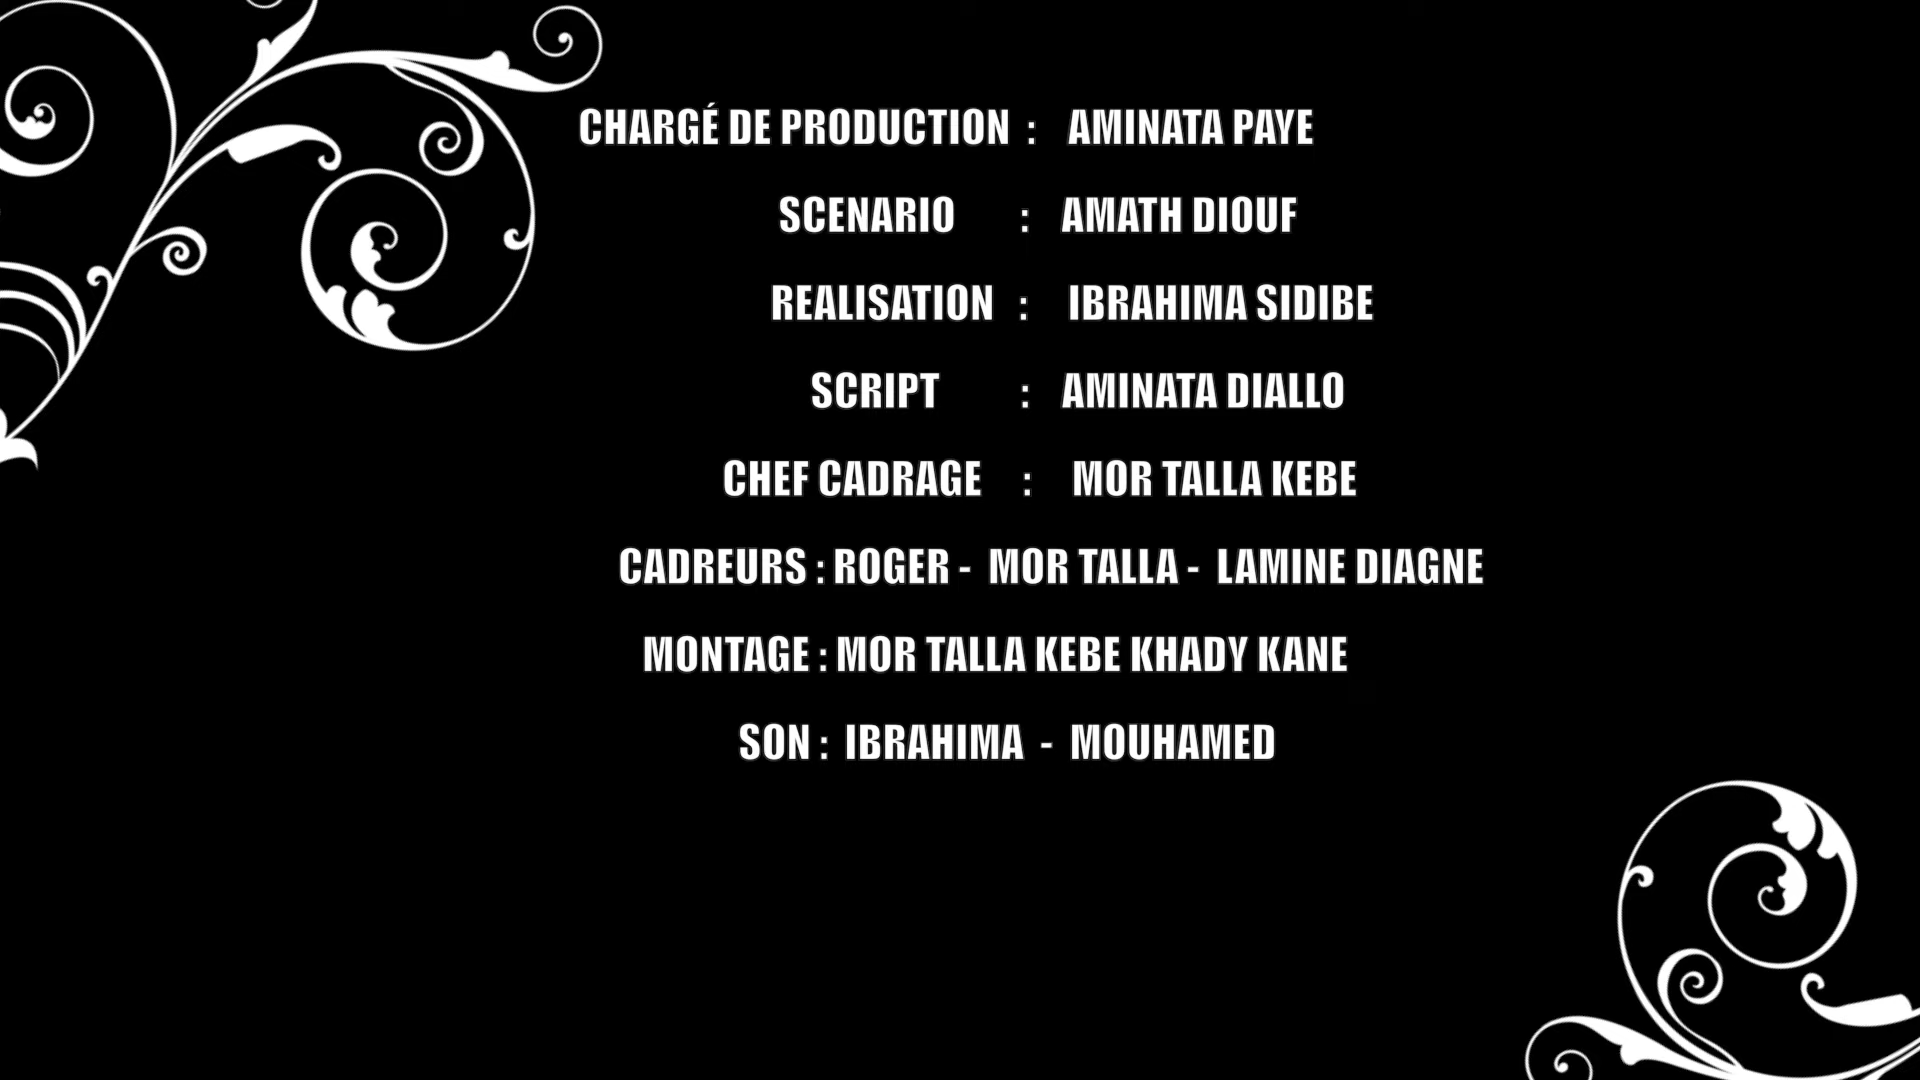 CHARGÉ DE PRODUCTION : AMINATA PAYE
SCENARIO : AMATH DIOUF
REALISATION : IBRAHIMA SIDIBE
SCRIPT : AMINATA DIALLO
CHEF CADRAGE : MOR TALLA KEBE
CADREURS : ROGER - MOR TALLA - LAMINE DIAGNE
MONTAGE : MOR TALLA KEBE KHADY KANE
SON : IBRAHIMA - MOUHAMED